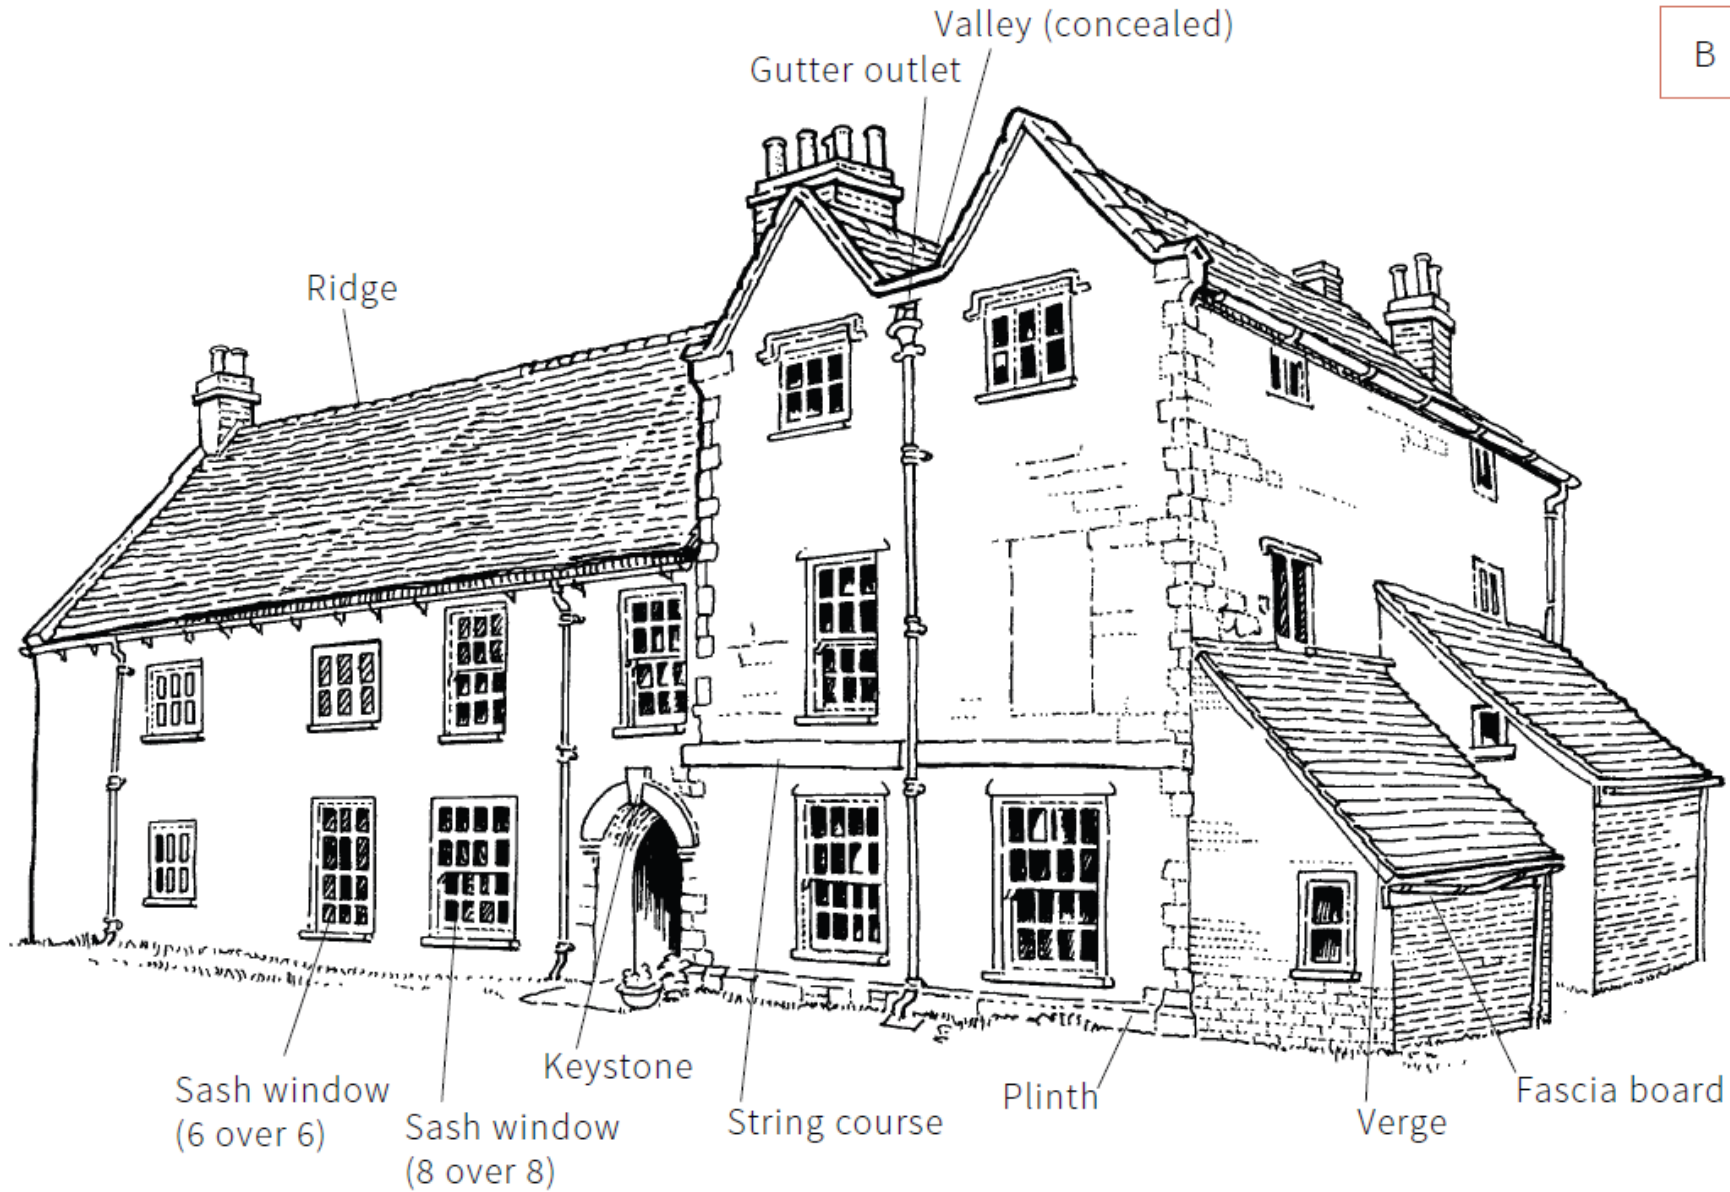 Valley (concealed)
B
Gutter outlet
Ridge
Keystone
Sash window
(6 over 6)
Sash window
(8 over 8)
String course
Plinth
Verge
Fascia board